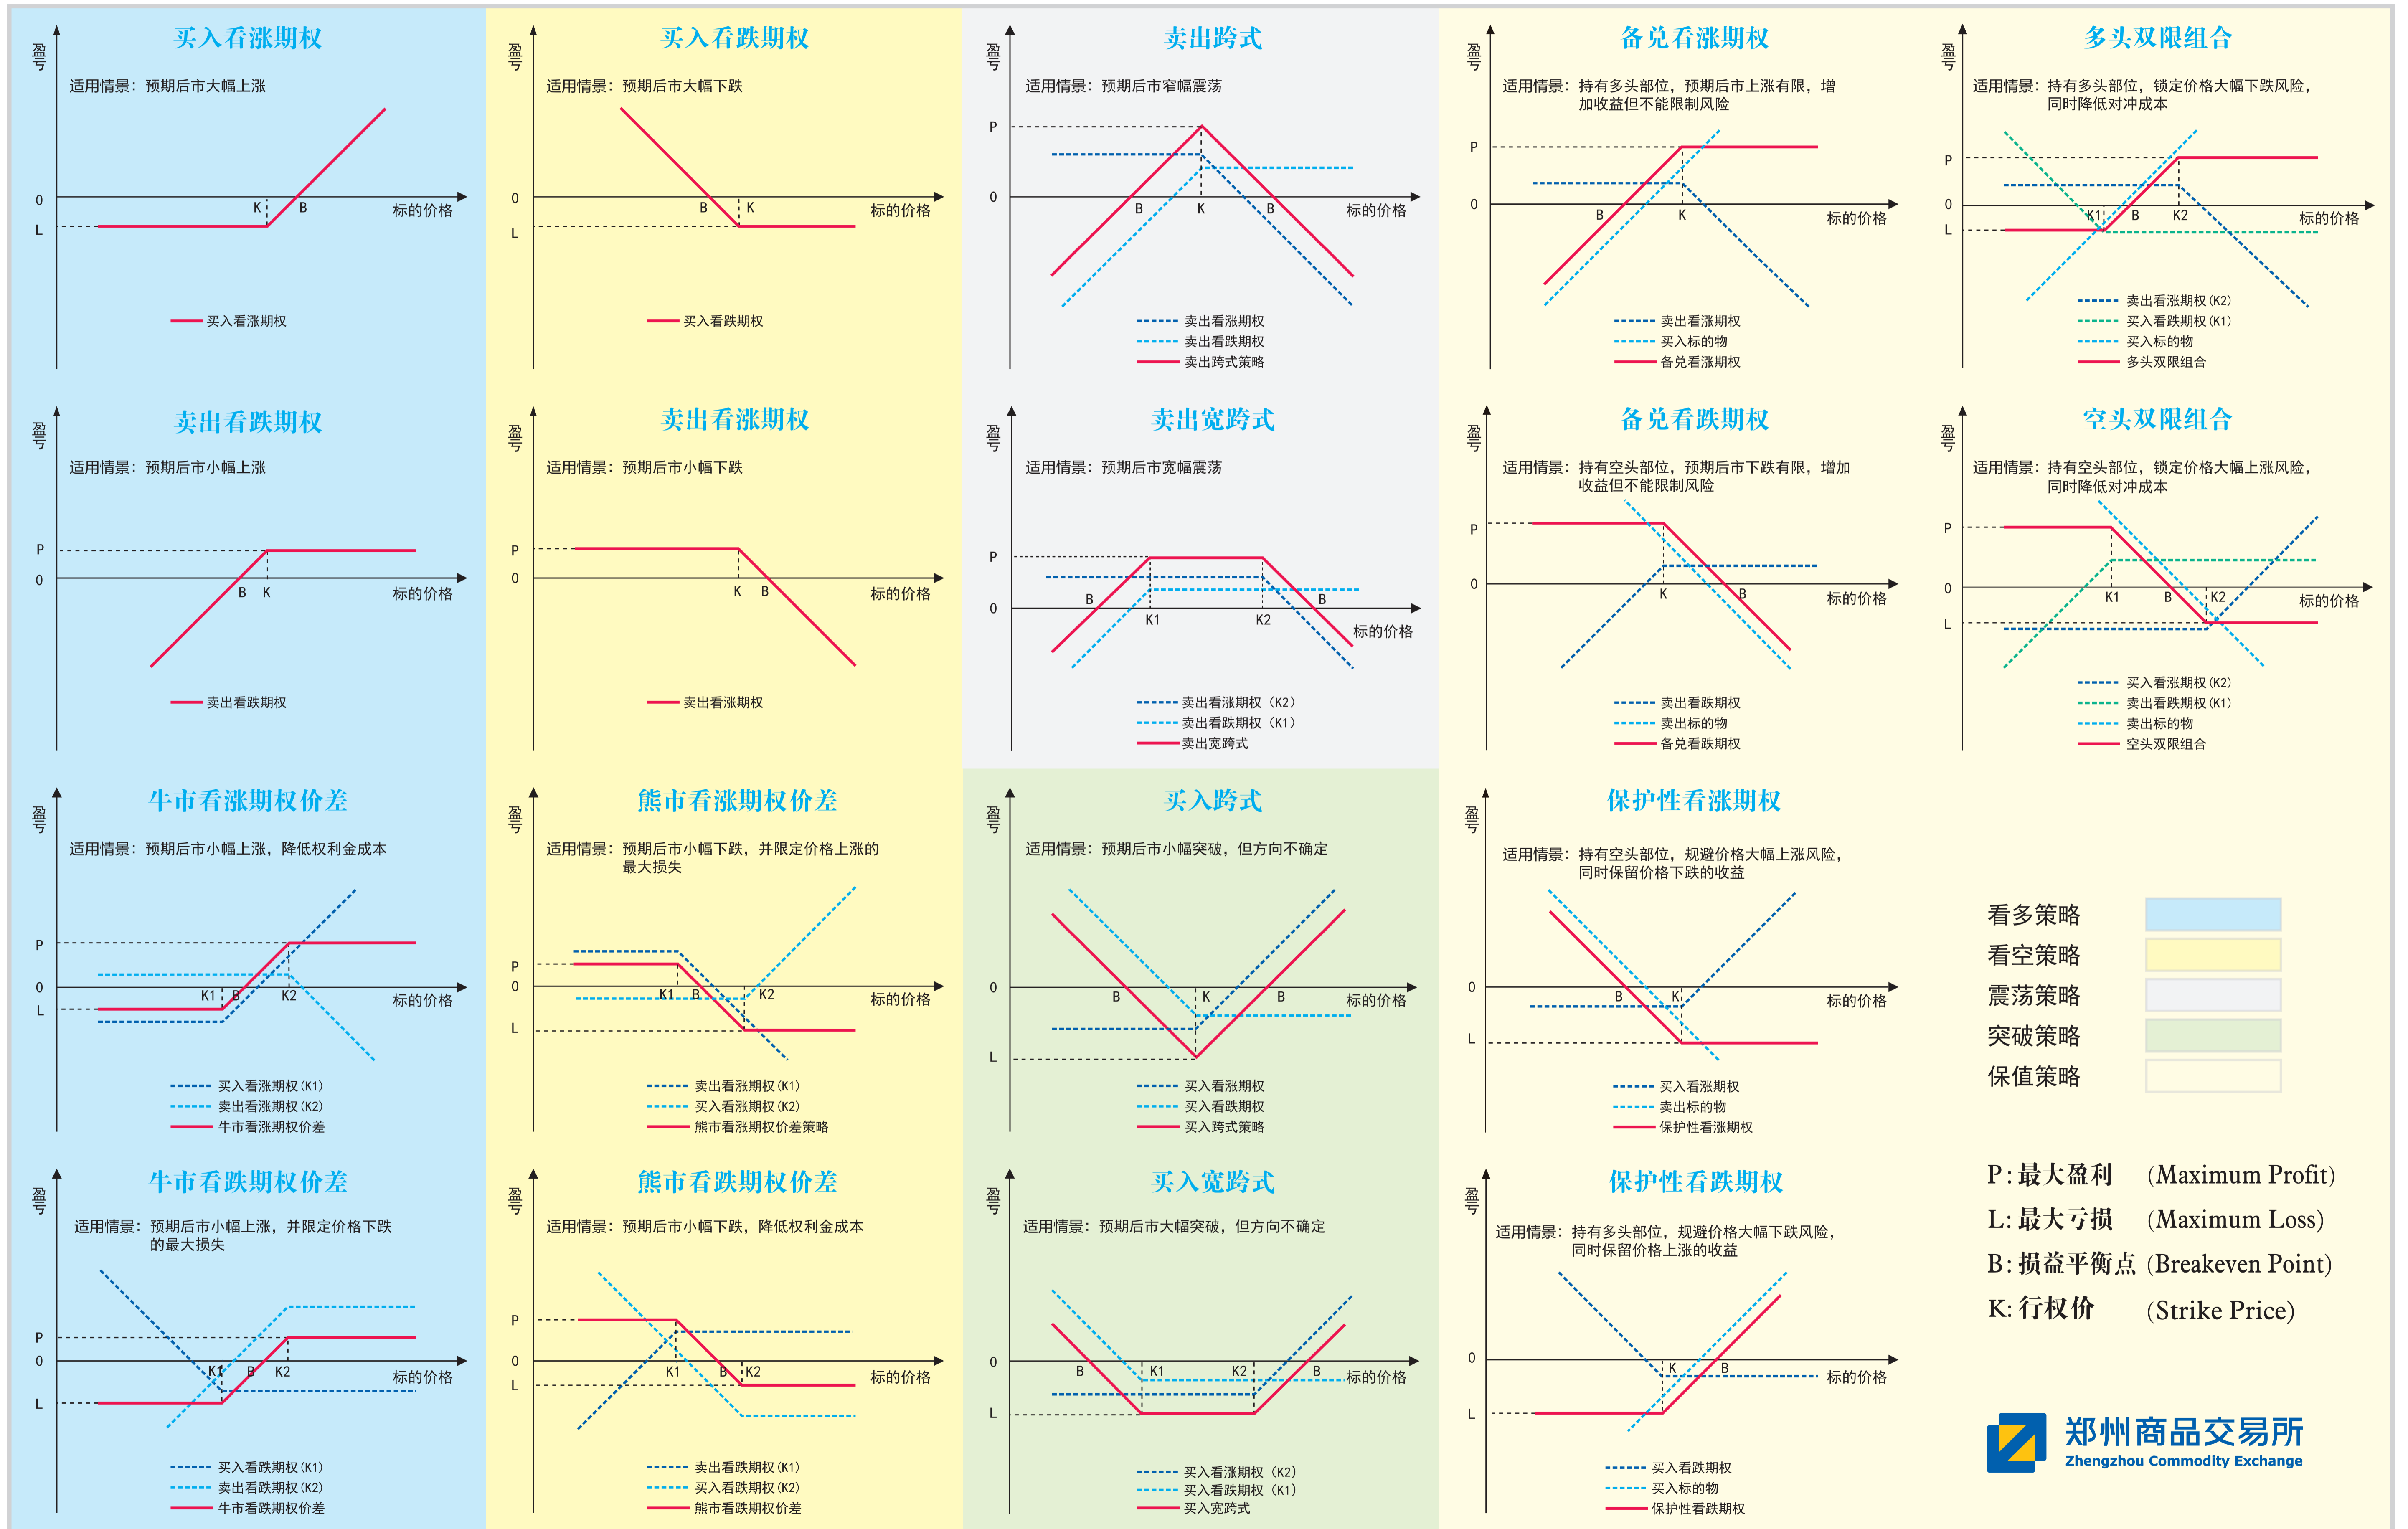 买入看涨期权
盈亏
适用情景：预期后市大幅上涨
0
K
B
标的价格
L
买入看涨期权
买入看跌期权
盈亏
适用情景：预期后市大幅下跌
0
B
K
标的价格
L
买入看跌期权
卖出跨式
盈亏
适用情景：预期后市窄幅震荡
P
0
B
K
B
标的价格
卖出看涨期权
卖出看跌期权
卖出跨式策略
备兑看涨期权
盈亏
适用情景：持有多头部位，预期后市上涨有限，增
加收益但不能限制风险
P
0
B
K
标的价格
卖出看涨期权
买入标的物
备兑看涨期权
多头双限组合
盈亏
适用情景：持有多头部位，锁定价格大幅下跌风险，
同时降低对冲成本
P
0
K1
B
K2
标的价格
L
卖出看涨期权(K2)
买入看跌期权(K1)
买入标的物
多头双限组合
卖出看跌期权
盈亏
适用情景：预期后市小幅上涨
P
0
B
K
标的价格
卖出看跌期权
卖出看涨期权
盈亏
适用情景：预期后市小幅下跌
P
0
K
B
标的价格
卖出看涨期权
卖出宽跨式
盈亏
适用情景：预期后市宽幅震荡
P
B
B
0
K1
K2
标的价格
卖出看涨期权（K2）
卖出看跌期权（K1）
卖出宽跨式
备兑看跌期权
盈亏
适用情景：持有空头部位，预期后市下跌有限，增加
收益但不能限制风险
P
0
K
B
标的价格
卖出看跌期权
卖出标的物
备兑看跌期权
空头双限组合
盈亏
适用情景：持有空头部位，锁定价格大幅上涨风险，
同时降低对冲成本
P
0
K1
B
K2
标的价格
L
买入看涨期权(K2)
卖出看跌期权(K1)
卖出标的物
空头双限组合
牛市看涨期权价差
盈亏
适用情景：预期后市小幅上涨，降低权利金成本
P
0
K1
B
K2
标的价格
L
买入看涨期权(K1)
卖出看涨期权(K2)
牛市看涨期权价差
熊市看涨期权价差
盈亏
适用情景：预期后市小幅下跌，并限定价格上涨的
最大损失
P
0
K1
B
K2
标的价格
L
卖出看涨期权(K1)
买入看涨期权(K2)
熊市看涨期权价差策略
买入跨式
盈亏
适用情景：预期后市小幅突破，但方向不确定
0
B
K
B
标的价格
L
买入看涨期权
买入看跌期权
买入跨式策略
保护性看涨期权
盈亏
适用情景：持有空头部位，规避价格大幅上涨风险，
同时保留价格下跌的收益
0
B
K
标的价格
L
买入看涨期权
卖出标的物
保护性看涨期权
看多策略
看空策略
震荡策略
突破策略
保值策略
牛市看跌期权价差
盈亏
适用情景：预期后市小幅上涨，并限定价格下跌
的最大损失
P
0
K1
B
K2
标的价格
L
买入看跌期权(K1)
卖出看跌期权(K2)
牛市看跌期权价差
熊市看跌期权价差
盈亏
适用情景：预期后市小幅下跌，降低权利金成本
P
0
K1
B
K2
标的价格
L
卖出看跌期权(K1)
买入看跌期权(K2)
熊市看跌期权价差
买入宽跨式
盈亏
适用情景：预期后市大幅突破，但方向不确定
0
B
K1
K2
B
标的价格
L
买入看涨期权（K2）
买入看跌期权（K1）
买入宽跨式
保护性看跌期权
盈亏
适用情景：持有多头部位，规避价格大幅下跌风险，
同时保留价格上涨的收益
0
K
B
标的价格
L
买入看跌期权
买入标的物
保护性看跌期权
P：最大盈利 (Maximum Profit)
L：最大亏损 (Maximum Loss)
B：损益平衡点 (Breakeven Point)
K：行权价 (Strike Price)
郑州商品交易所
Zhengzhou Commodity Exchange